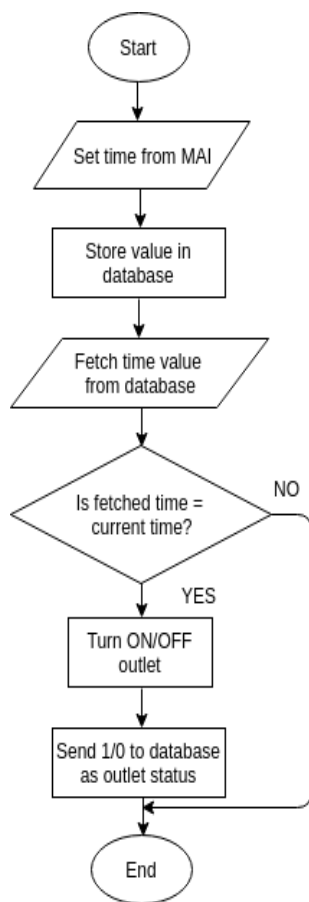 Start
Set time from MAI
Store value in
database
Fetch time value
from database
Is fetched time =
current time?
NO
YES
Turn ON/OFF
outlet
Send 1/0 to database
as outlet status
End